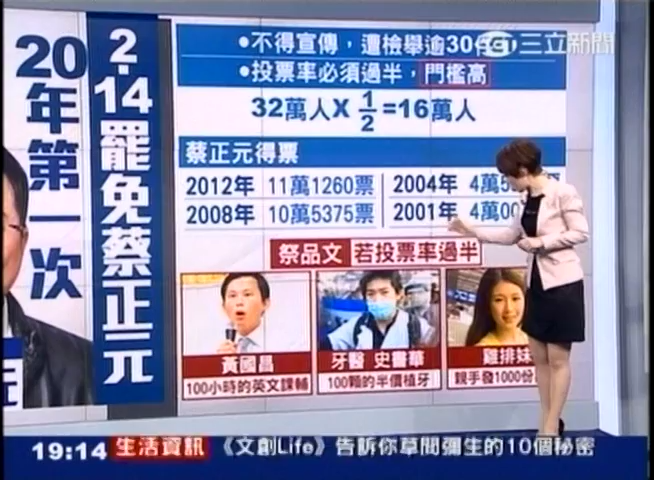 三立新聞
20年第一次
2.14罷免蔡正元
•不得宣傳，遭檢舉逾30件
•投票率必須過半，門檻高
32萬人X 1/2 =16萬人
蔡正元得票
2012年 11萬1260票 2004年 4萬5
2008年 10萬5375票 2001年 4萬00
祭品文 若投票率過半
黃國昌
100小時的英文課輔
牙醫 史書華
100顆的半價植牙
雞排妹
親手發1000份
19:14 生活資訊 《文創Life》告訴你草間彌生的10個秘密